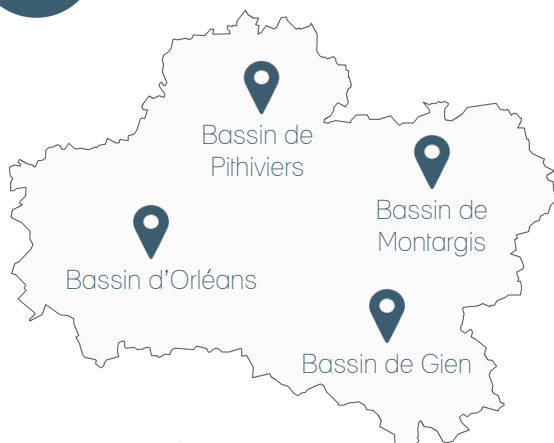 Bassin de
Pithiviers
Bassin de
Montargis
Bassin d'Orléans
Bassin de Gien